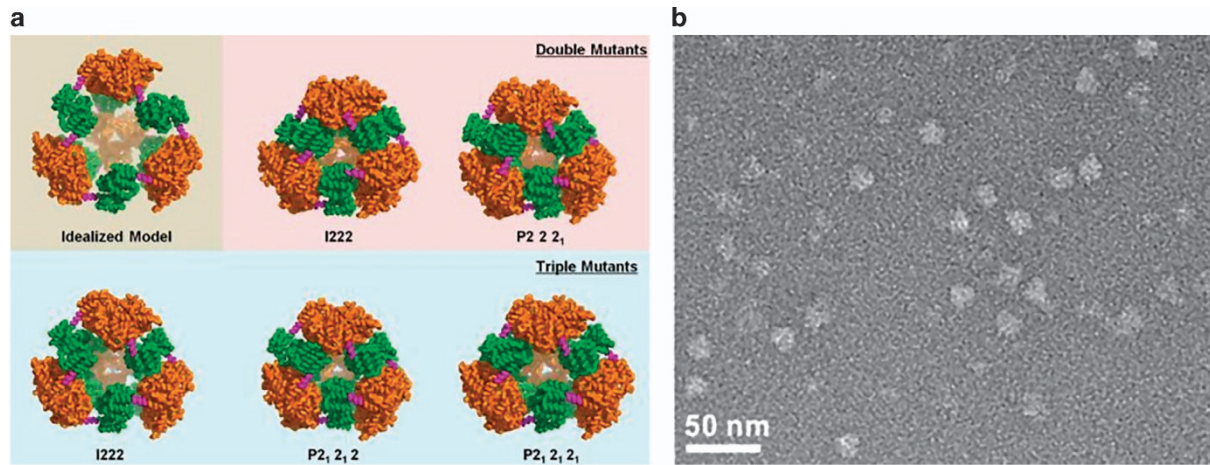 a
b
Double Mutants
Idealized Model
I222
P2 2 2₁
Triple Mutants
I222
P2₁ 2₁ 2
P2₁ 2₁ 2₁
50 nm